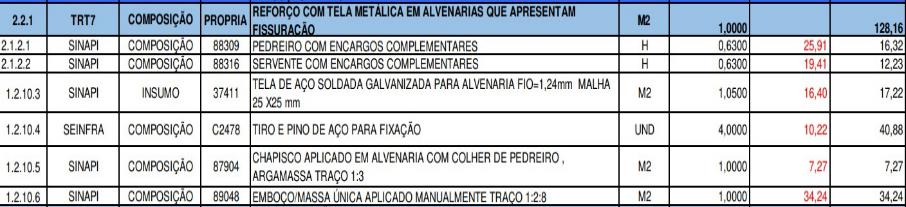 2.2.1 TRT7 COMPOSIÇÃO PROPRIA REFORÇO COM TELA METÁLICA EM ALVENARIAS QUE APRESENTAM
FISSURAÇÃO M2 1,0000 128,16
2.1.2.1 SINAPI COMPOSIÇÃO 88309 PEDREIRO COM ENCARGOS COMPLEMENTARES H 0,6300 25,91 16,32
2.1.2.2 SINAPI COMPOSIÇÃO 88316 SERVENTE COM ENCARGOS COMPLEMENTARES H 0,6300 19,41 12,23
1.2.10.3 SINAPI INSUMO 37411 TELA DE AÇO SOLDADA GALVANIZADA PARA ALVENARIA FIO=1,24mm MALHA
25 X25 mm M2 1,0500 16,40 17,22
1.2.10.4 SEINFRA COMPOSIÇÃO C2478 TIRO E PINO DE AÇO PARA FIXAÇÃO UND 4,0000 10,22 40,88
1.2.10.5 SINAPI COMPOSIÇÃO 87904 CHAPISCO APLICADO EM ALVENARIA COM COLHER DE PEDREIRO ,
ARGAMASSA TRAÇO 1:3 M2 1,0000 7,27 7,27
1.2.10.6 SINAPI COMPOSIÇÃO 89048 EMBOÇO/MASSA ÚNICA APLICADO MANUALMENTE TRAÇO 1:2:8 M2 1,0000 34,24 34,24